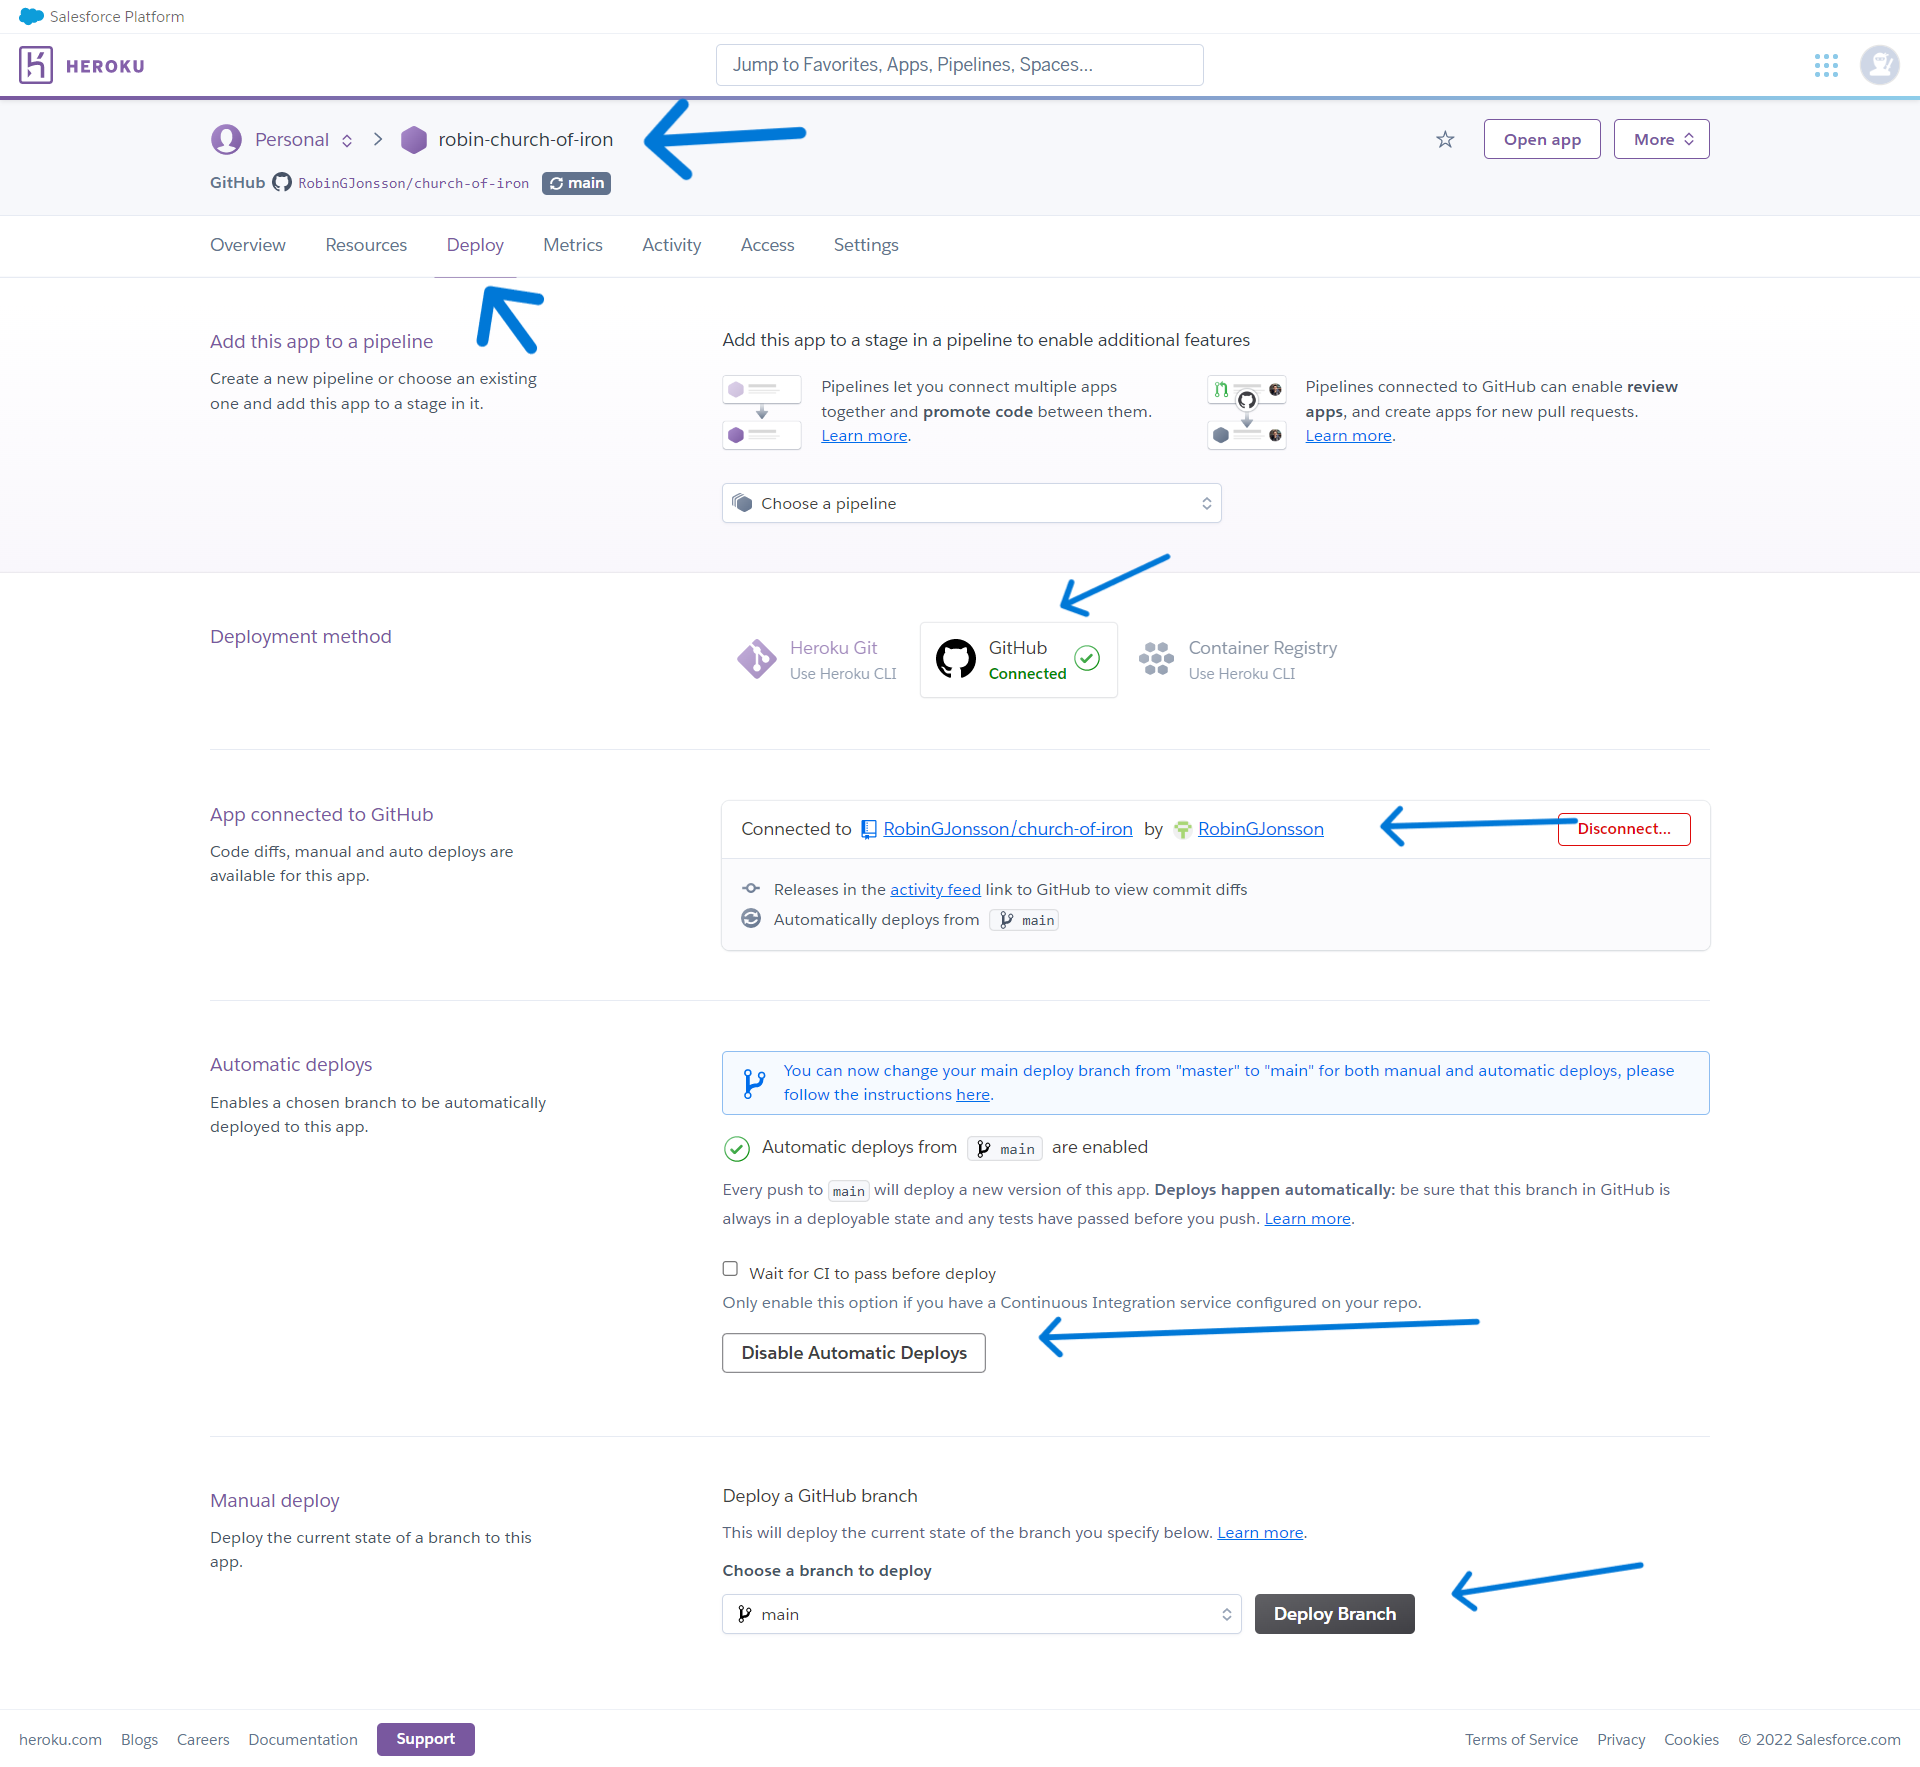 Salesforce Platform
HEROKU
Jump to Favorites, Apps, Pipelines, Spaces...
Personal robin-church-of-iron
Open app More
GitHub RobinGJonsson/church-of-iron main
Overview Resources Deploy Metrics Activity Access Settings
Add this app to a pipeline
Create a new pipeline or choose an existing
one and add this app to a stage in it.
Add this app to a stage in a pipeline to enable additional features
Pipelines let you connect multiple apps
together and promote code between them.
Learn more.
Pipelines connected to GitHub can enable review
apps, and create apps for new pull requests.
Learn more.
Choose a pipeline
Deployment method
Heroku Git
Use Heroku CLI
GitHub
Connected
Container Registry
Use Heroku CLI
App connected to GitHub
Code diffs, manual and auto deploys are
available for this app.
Connected to RobinGJonsson/church-of-iron by RobinGJonsson
Disconnect...
Releases in the activity feed link to GitHub to view commit diffs
Automatically deploys from main
Automatic deploys
Enables a chosen branch to be automatically
deployed to this app.
You can now change your main deploy branch from "master" to "main" for both manual and automatic deploys, please
follow the instructions here.
Automatic deploys from main are enabled
Every push to main will deploy a new version of this app. Deploys happen automatically: be sure that this branch in GitHub is
always in a deployable state and any tests have passed before you push. Learn more.
Wait for CI to pass before deploy
Only enable this option if you have a Continuous Integration service configured on your repo.
Disable Automatic Deploys
Manual deploy
Deploy the current state of a branch to this
app.
Deploy a GitHub branch
This will deploy the current state of the branch you specify below. Learn more.
Choose a branch to deploy
main
Deploy Branch
heroku.com Blogs Careers Documentation Support
Terms of Service Privacy Cookies © 2022 Salesforce.com